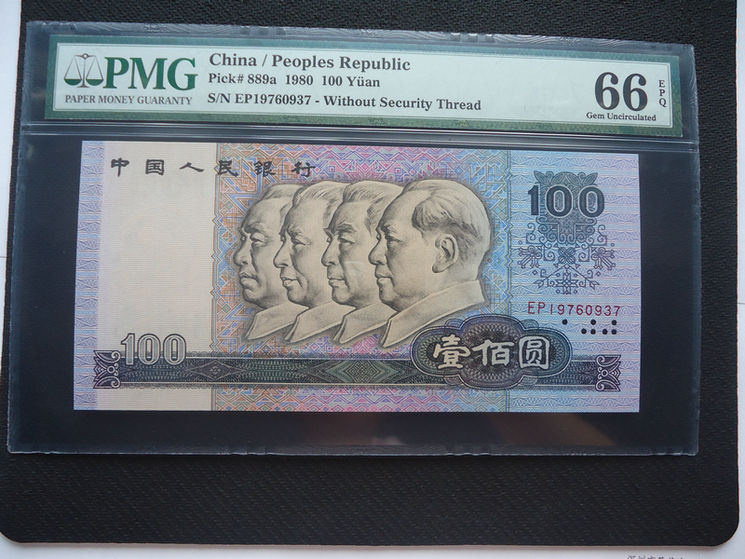 PMG
PAPER MONEY GUARANTY
China / Peoples Republic
Pick# 889a 1980 100 Yüan
S/N EP19760937 - Without Security Thread
66 EPQ
Gem Uncirculated
中国人民银行
100
EP19760937
100
壹佰圆